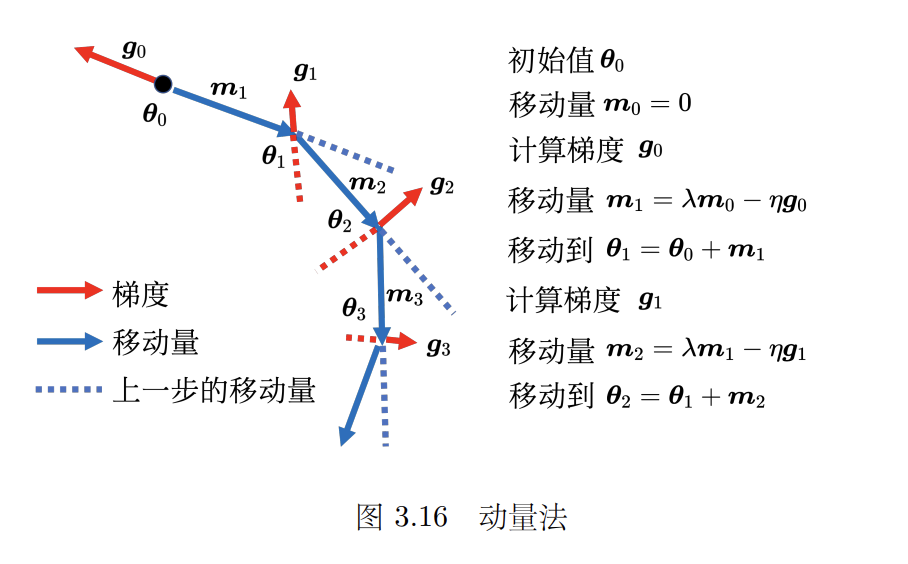 g₀
m₁
θ₀
g₁
θ₁
m₂
g₂
θ₂
m₃
θ₃
g₃
梯度
移动量
上一步的移动量
初始值 θ₀
移动量 m₀ = 0
计算梯度 g₀
移动量 m₁ = λm₀ − ηg₀
移动到 θ₁ = θ₀ + m₁
计算梯度 g₁
移动量 m₂ = λm₁ − ηg₁
移动到 θ₂ = θ₁ + m₂
图 3.16 动量法